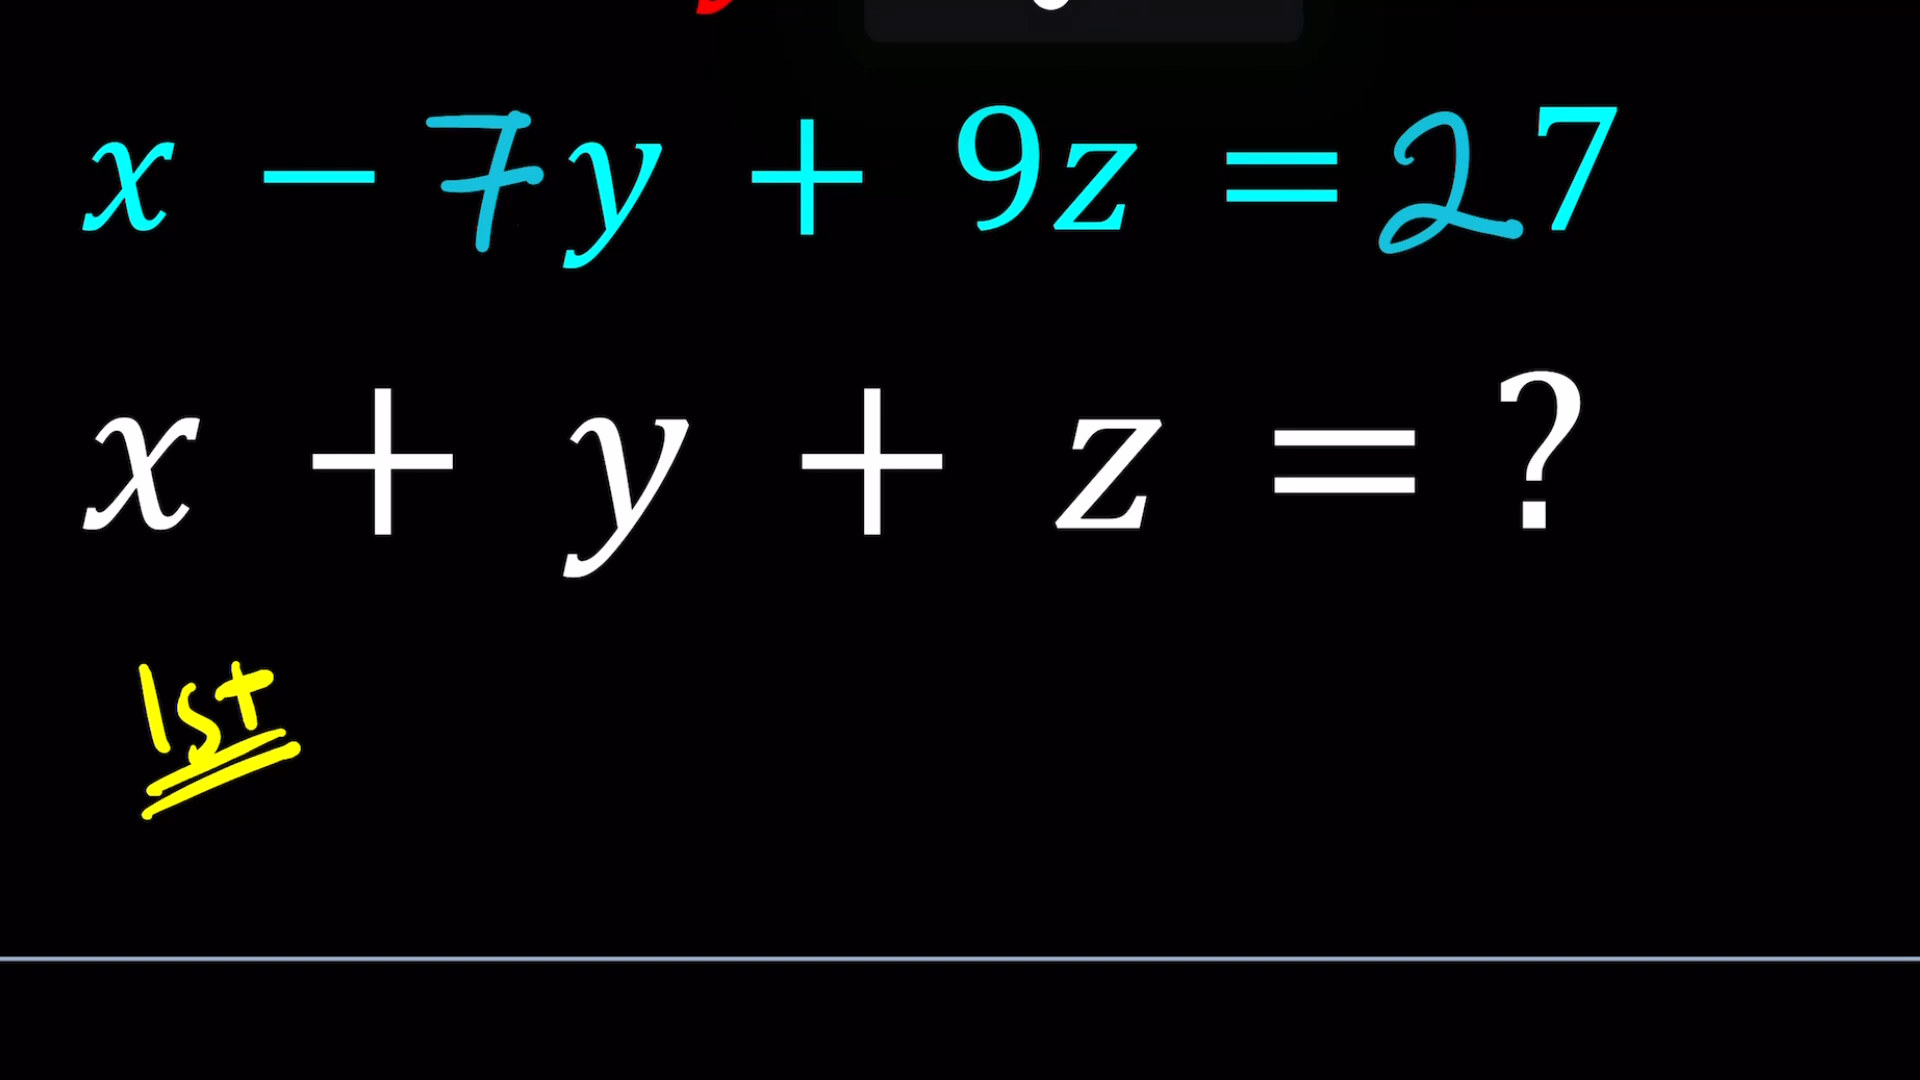 x − 7y + 9z = 27
x + y + z = ?
1st